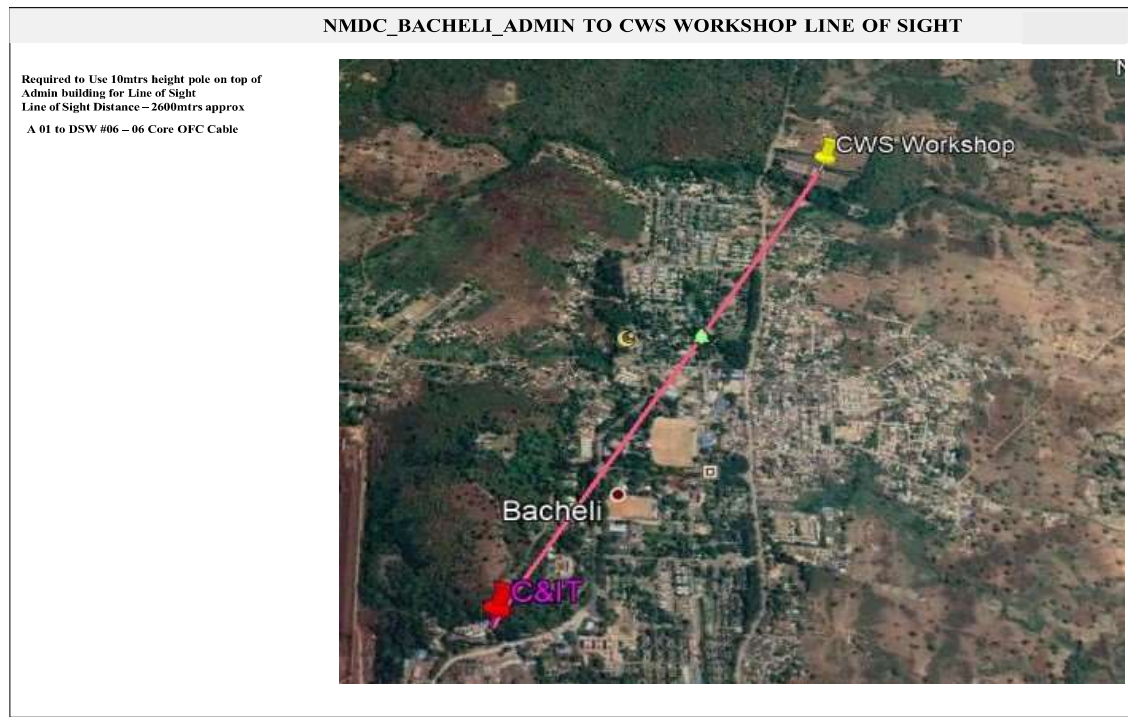 NMDC_BACHELI_ADMIN TO CWS WORKSHOP LINE OF SIGHT
Required to Use 10mtrs height pole on top of
Admin building for Line of Sight
Line of Sight Distance – 2600mtrs approx
A 01 to DSW #06 – 06 Core OFC Cable
N
CWS Workshop
Bacheli
C&IT